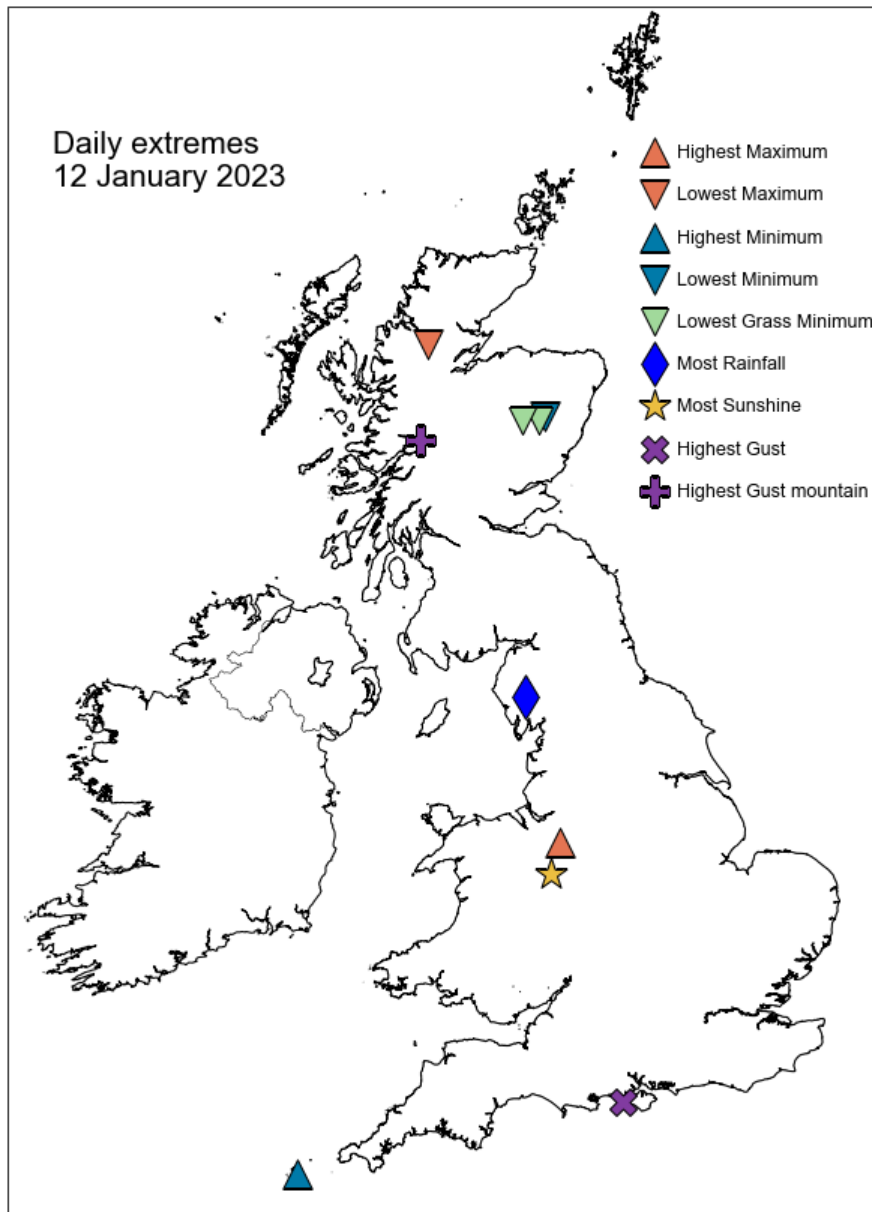 Daily extremes
12 January 2023
Highest Maximum
Lowest Maximum
Highest Minimum
Lowest Minimum
Lowest Grass Minimum
Most Rainfall
Most Sunshine
Highest Gust
Highest Gust mountain